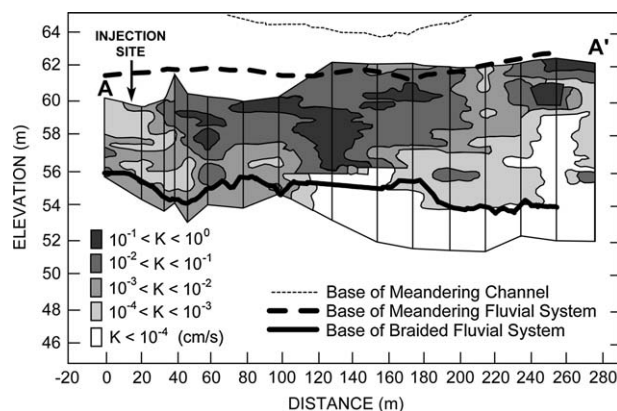 INJECTION
SITE
A
A'
ELEVATION (m)
64
62
60
58
56
54
52
50
48
46
10⁻¹ < K < 10⁰
10⁻² < K < 10⁻¹
10⁻³ < K < 10⁻²
10⁻⁴ < K < 10⁻³
K < 10⁻⁴ (cm/s)
Base of Meandering Channel
Base of Meandering Fluvial System
Base of Braided Fluvial System
-20 0 20 40 60 80 100 120 140 160 180 200 220 240 260 280
DISTANCE (m)